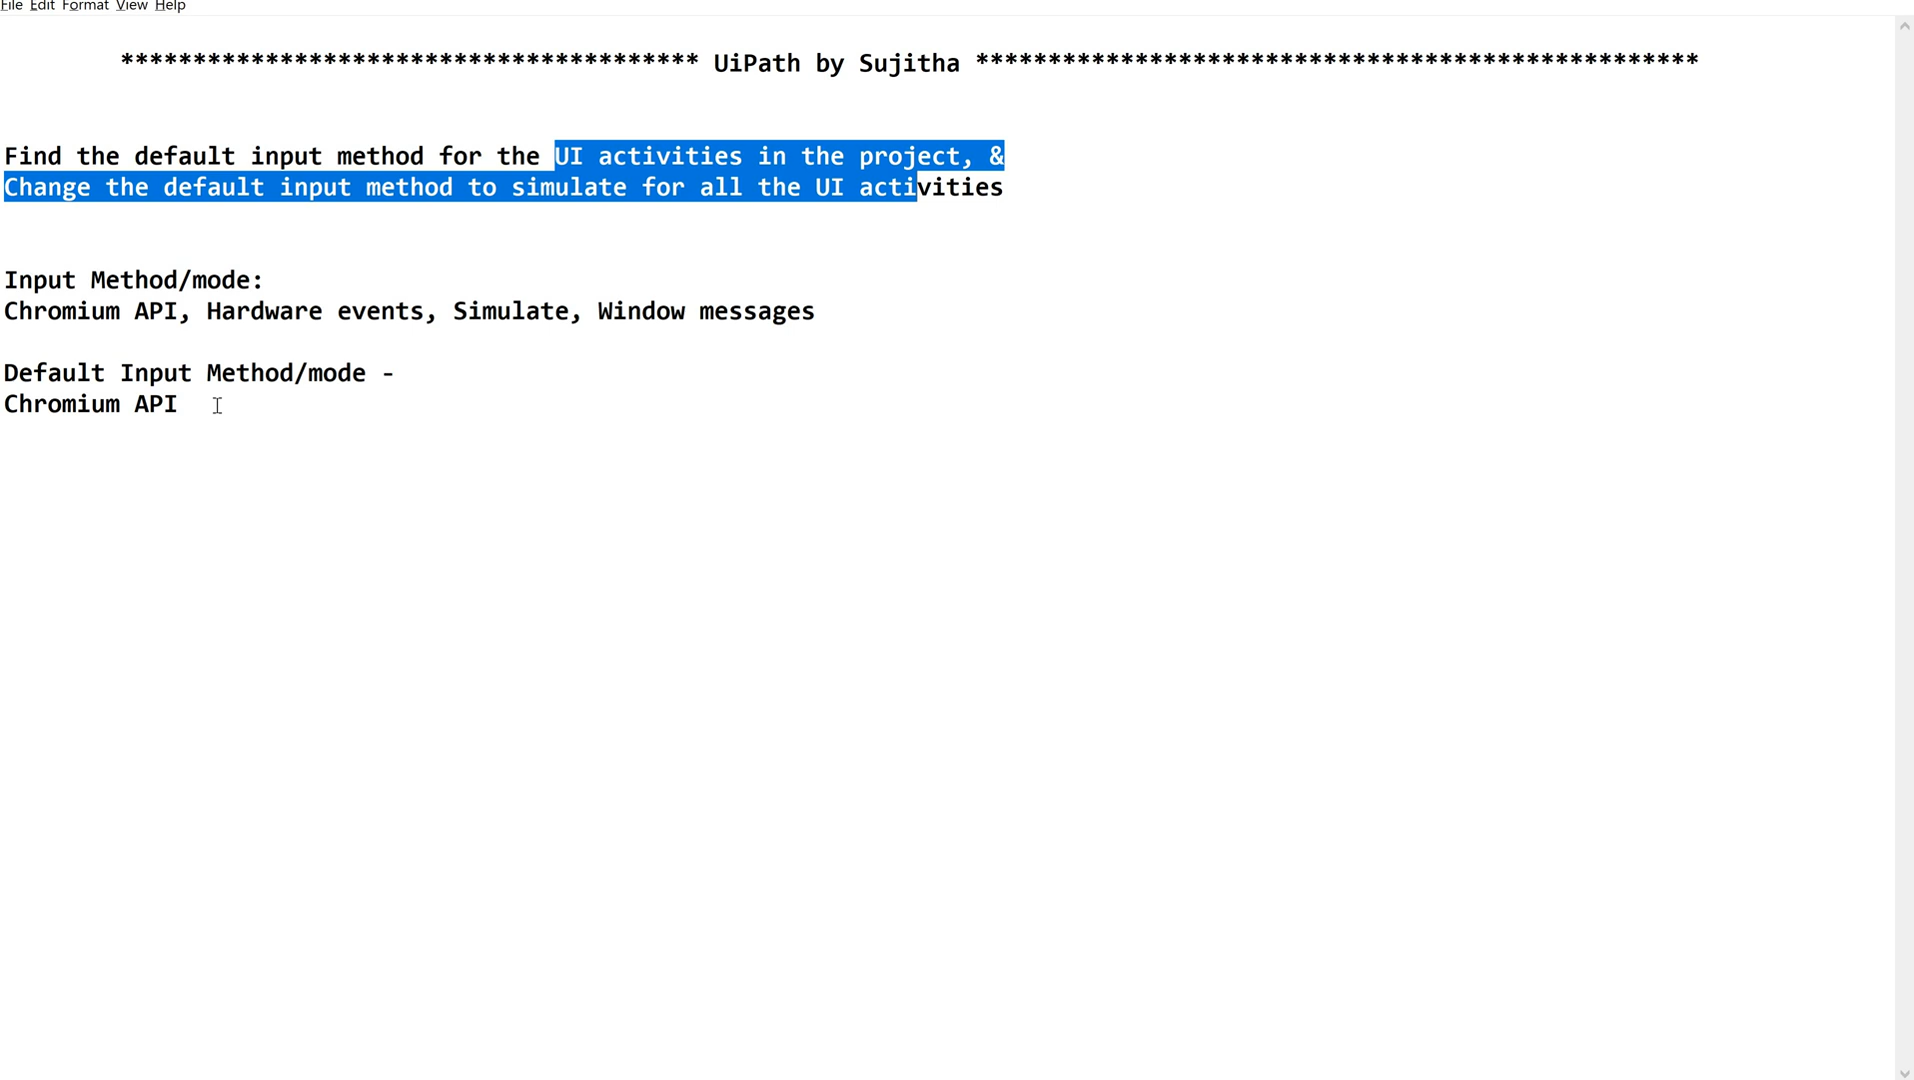 File Edit Format View Help
**************************************** UiPath by Sujitha **************************************************
Find the default input method for the UI activities in the project, &
Change the default input method to simulate for all the UI activities
Input Method/mode:
Chromium API, Hardware events, Simulate, Window messages
Default Input Method/mode -
Chromium API